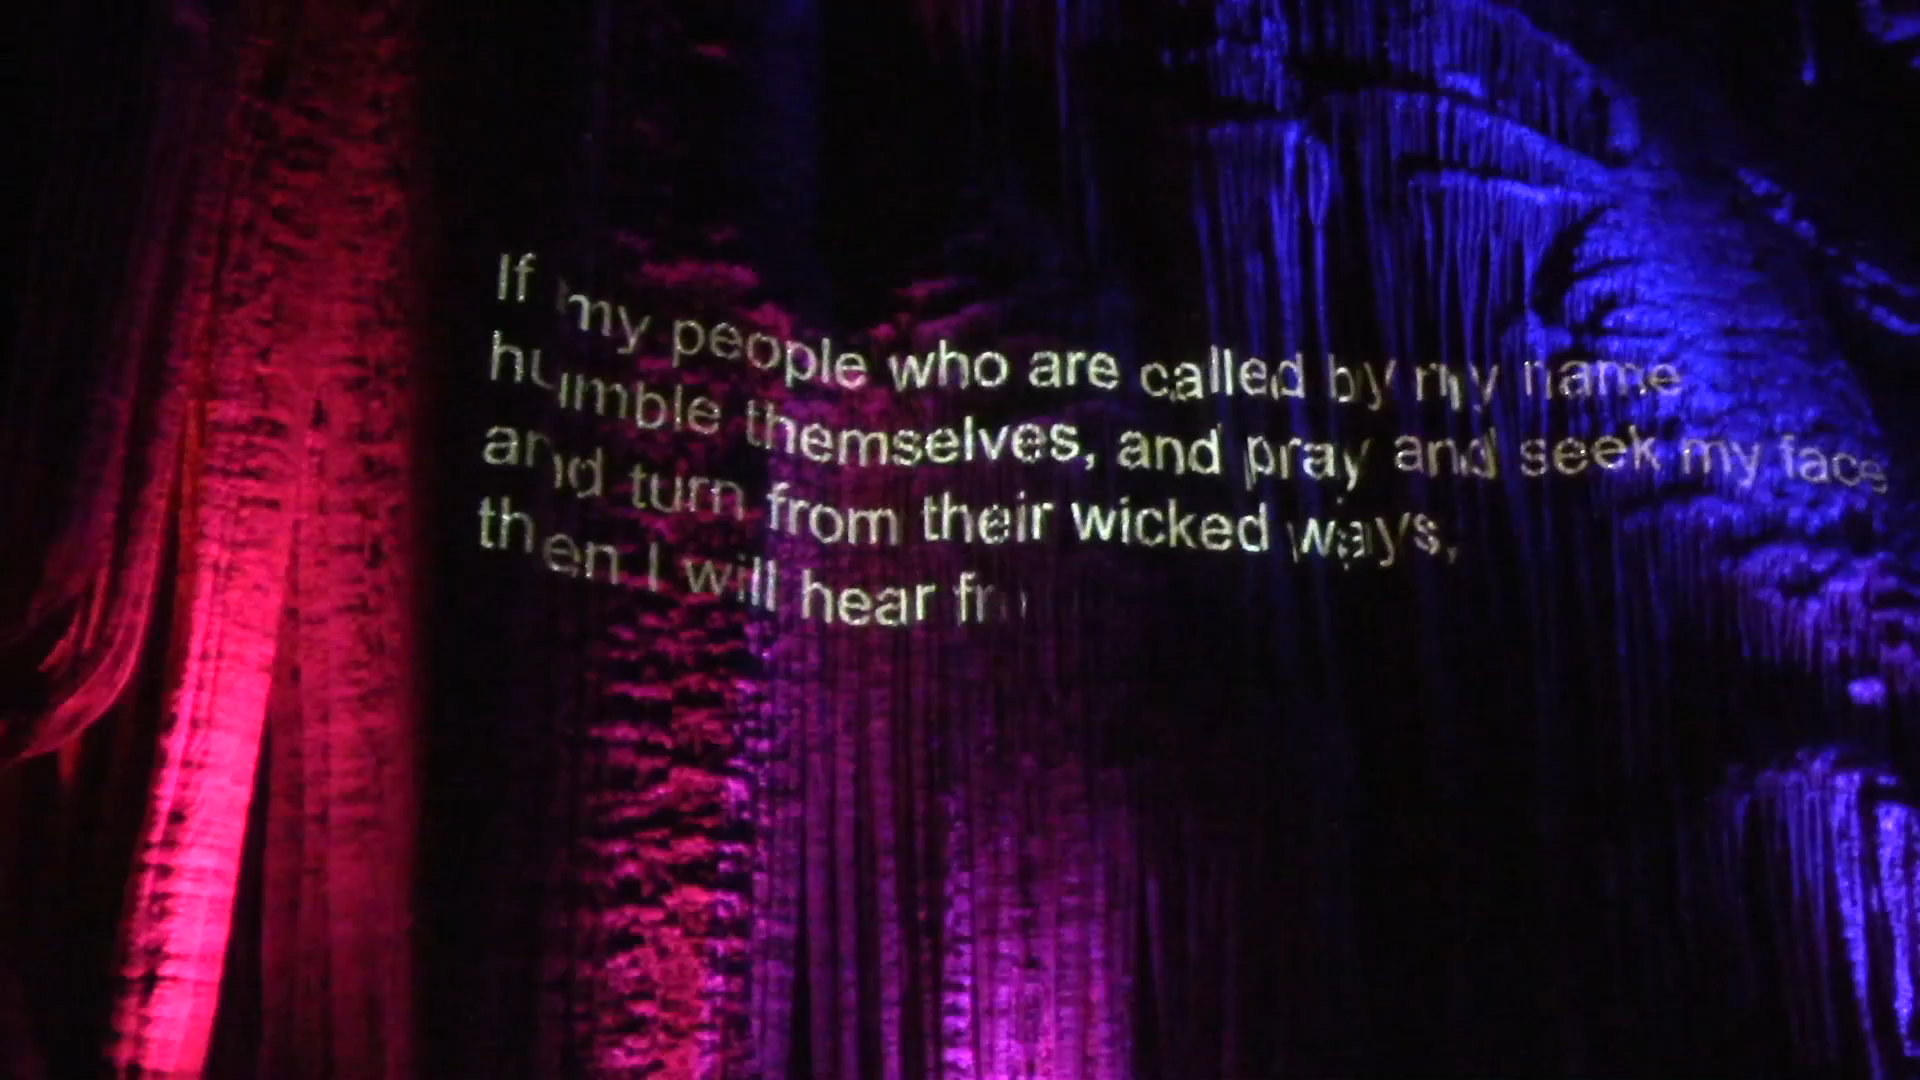 If my people who are called by my name
humble themselves, and pray and seek my face
and turn from their wicked ways,
then I will hear